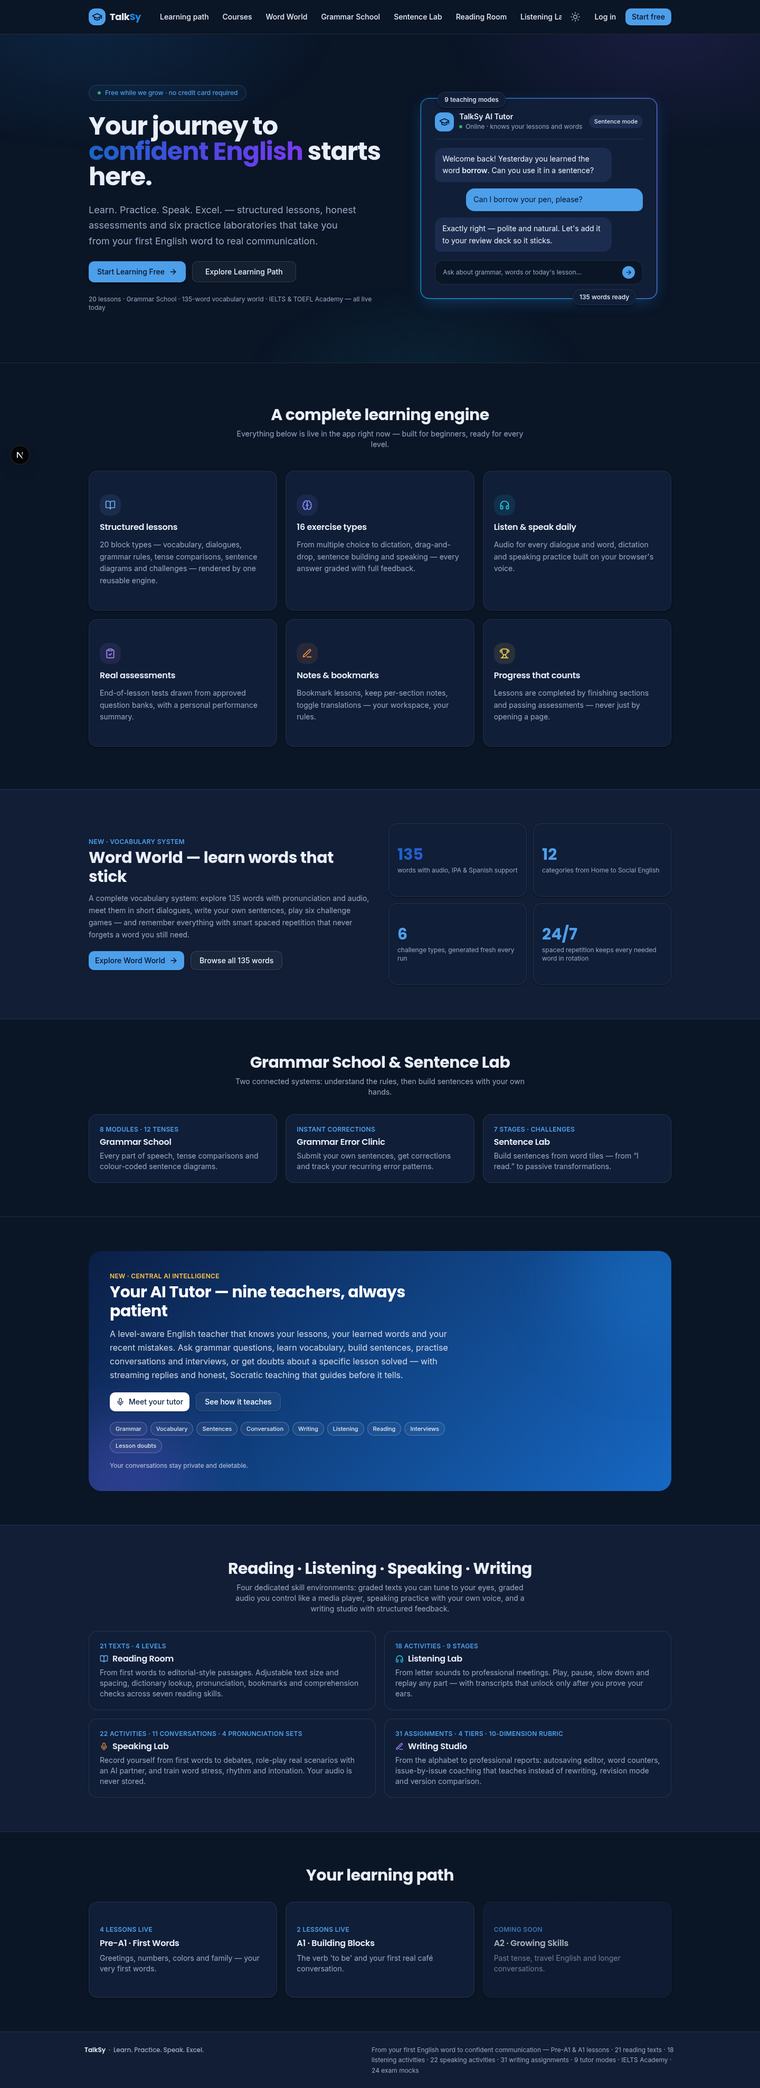 TalkSy
Learning path
Courses
Word World
Grammar School
Sentence Lab
Reading Room
Listening La
Log in
Start free
Free while we grow · no credit card required
Your journey to
confident English starts
here.
Learn. Practice. Speak. Excel. — structured lessons, honest
assessments and six practice laboratories that take you
from your first English word to real communication.
Start Learning Free →
Explore Learning Path
20 lessons · Grammar School · 135-word vocabulary world · IELTS & TOEFL Academy — all live
today
9 teaching modes
TalkSy AI Tutor
Online · knows your lessons and words
Sentence mode
Welcome back! Yesterday you learned the
word borrow. Can you use it in a sentence?
Can I borrow your pen, please?
Exactly right — polite and natural. Let's add it
to your review deck so it sticks.
Ask about grammar, words or today's lesson...
135 words ready
A complete learning engine
Everything below is live in the app right now — built for beginners, ready for every
level.
N
Structured lessons
20 block types — vocabulary, dialogues,
grammar rules, tense comparisons, sentence
diagrams and challenges — rendered by one
reusable engine.
16 exercise types
From multiple choice to dictation, drag-and-
drop, sentence building and speaking — every
answer graded with full feedback.
Listen & speak daily
Audio for every dialogue and word, dictation
and speaking practice built on your browser's
voice.
Real assessments
End-of-lesson tests drawn from approved
question banks, with a personal performance
summary.
Notes & bookmarks
Bookmark lessons, keep per-section notes,
toggle translations — your workspace, your
rules.
Progress that counts
Lessons are completed by finishing sections
and passing assessments — never just by
opening a page.
NEW · VOCABULARY SYSTEM
Word World — learn words that
stick
A complete vocabulary system: explore 135 words with pronunciation and audio,
meet them in short dialogues, write your own sentences, play six challenge
games — and remember everything with smart spaced repetition that never
forgets a word you still need.
Explore Word World →
Browse all 135 words
135
words with audio, IPA & Spanish support
12
categories from Home to Social English
6
challenge types, generated fresh every
run
24/7
spaced repetition keeps every needed
word in rotation
Grammar School & Sentence Lab
Two connected systems: understand the rules, then build sentences with your own
hands.
8 MODULES · 12 TENSES
Grammar School
Every part of speech, tense comparisons and
colour-coded sentence diagrams.
INSTANT CORRECTIONS
Grammar Error Clinic
Submit your own sentences, get corrections
and track your recurring error patterns.
7 STAGES · CHALLENGES
Sentence Lab
Build sentences from word tiles — from "I
read." to passive transformations.
NEW · CENTRAL AI INTELLIGENCE
Your AI Tutor — nine teachers, always
patient
A level-aware English teacher that knows your lessons, your learned words and your
recent mistakes. Ask grammar questions, learn vocabulary, build sentences, practise
conversations and interviews, or get doubts about a specific lesson solved — with
streaming replies and honest, Socratic teaching that guides before it tells.
Meet your tutor
See how it teaches
Grammar
Vocabulary
Sentences
Conversation
Writing
Listening
Reading
Interviews
Lesson doubts
Your conversations stay private and deletable.
Reading · Listening · Speaking · Writing
Four dedicated skill environments: graded texts you can tune to your eyes, graded
audio you control like a media player, speaking practice with your own voice, and a
writing studio with structured feedback.
21 TEXTS · 4 LEVELS
Reading Room
From first words to editorial-style passages. Adjustable text size and
spacing, dictionary lookup, pronunciation, bookmarks and comprehension
checks across seven reading skills.
18 ACTIVITIES · 9 STAGES
Listening Lab
From letter sounds to professional meetings. Play, pause, slow down and
replay any part — with transcripts that unlock only after you prove your
ears.
22 ACTIVITIES · 11 CONVERSATIONS · 4 PRONUNCIATION SETS
Speaking Lab
Record yourself from first words to debates, role-play real scenarios with
an AI partner, and train word stress, rhythm and intonation. Your audio is
never stored.
31 ASSIGNMENTS · 4 TIERS · 10-DIMENSION RUBRIC
Writing Studio
From the alphabet to professional reports: autosaving editor, word counters,
issue-by-issue coaching that teaches instead of rewriting, revision mode
and version comparison.
Your learning path
4 LESSONS LIVE
Pre-A1 · First Words
Greetings, numbers, colors and family — your
very first words.
2 LESSONS LIVE
A1 · Building Blocks
The verb 'to be' and your first real café
conversation.
COMING SOON
A2 · Growing Skills
Past tense, travel English and longer
conversations.
TalkSy · Learn. Practice. Speak. Excel.
From your first English word to confident communication — Pre-A1 & A1 lessons · 21 reading texts · 18
listening activities · 22 speaking activities · 31 writing assignments · 9 tutor modes · IELTS Academy ·
24 exam mocks